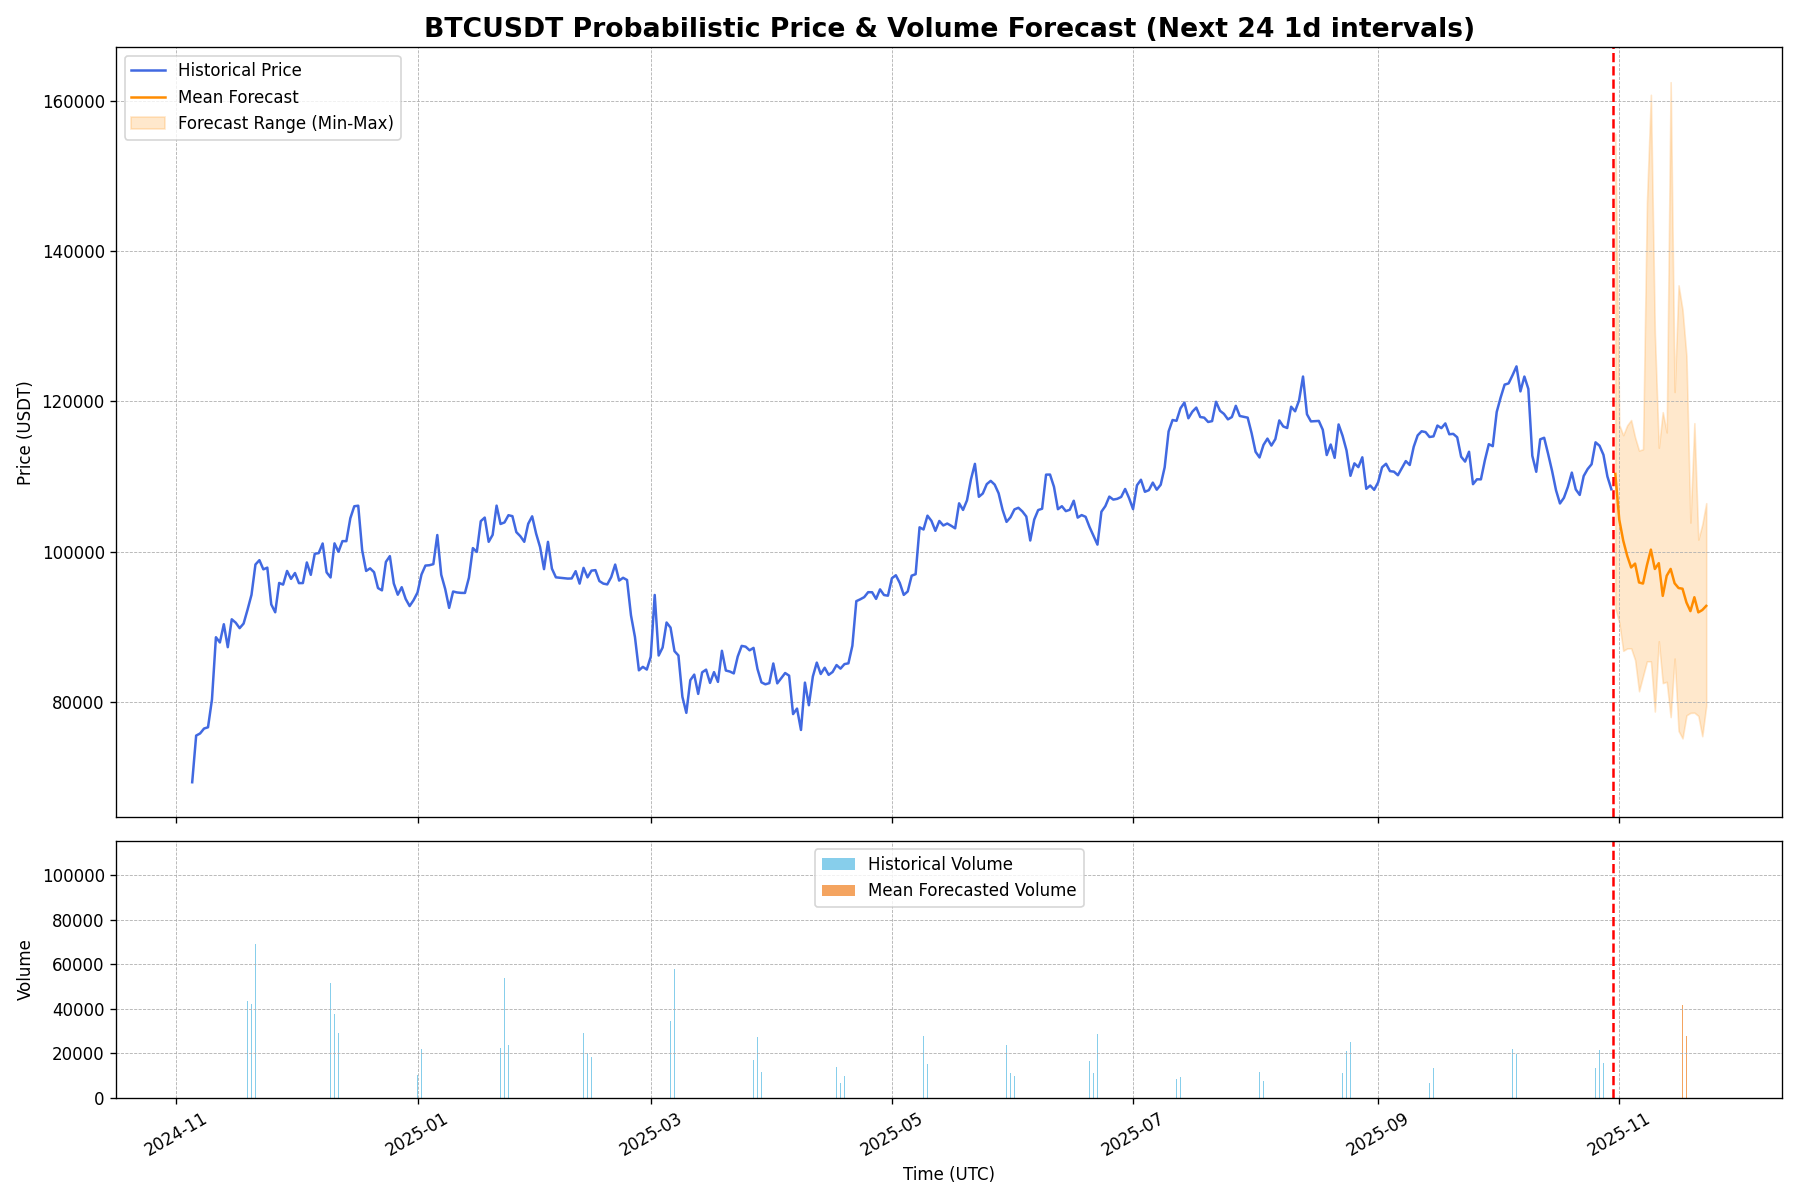 BTCUSDT Probabilistic Price & Volume Forecast (Next 24 1d intervals)
Historical Price
Mean Forecast
Forecast Range (Min-Max)
160000
140000
120000
100000
80000
Price (USDT)
Historical Volume
Mean Forecasted Volume
100000
80000
60000
40000
20000
0
Volume
2024-11
2025-01
2025-03
2025-05
2025-07
2025-09
2025-11
Time (UTC)